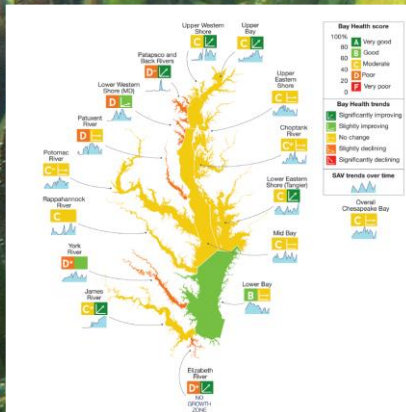 Upper Western
Shore
C
Upper
Bay
C
Patapsco and
Back Rivers
D
Lower Western
Shore (MD)
D
Upper
Eastern
Shore
C
Patuxent
River
D
Choptank
River
Potomac
River
Rappahannock
River
C
Lower Eastern
Shore (Tangier)
C
Mid Bay
C
York
River
James
River
Lower Bay
B
Elizabeth
River
NO
GROWTH
ZONE
Bay Health score
100%
80
60
40
20
0
A Very good
B Good
C Moderate
D Poor
F Very poor
Bay Health trends
Significantly improving
Slightly improving
No change
Slightly declining
Significantly declining
SAV trends over time
Overall
Chesapeake Bay
C